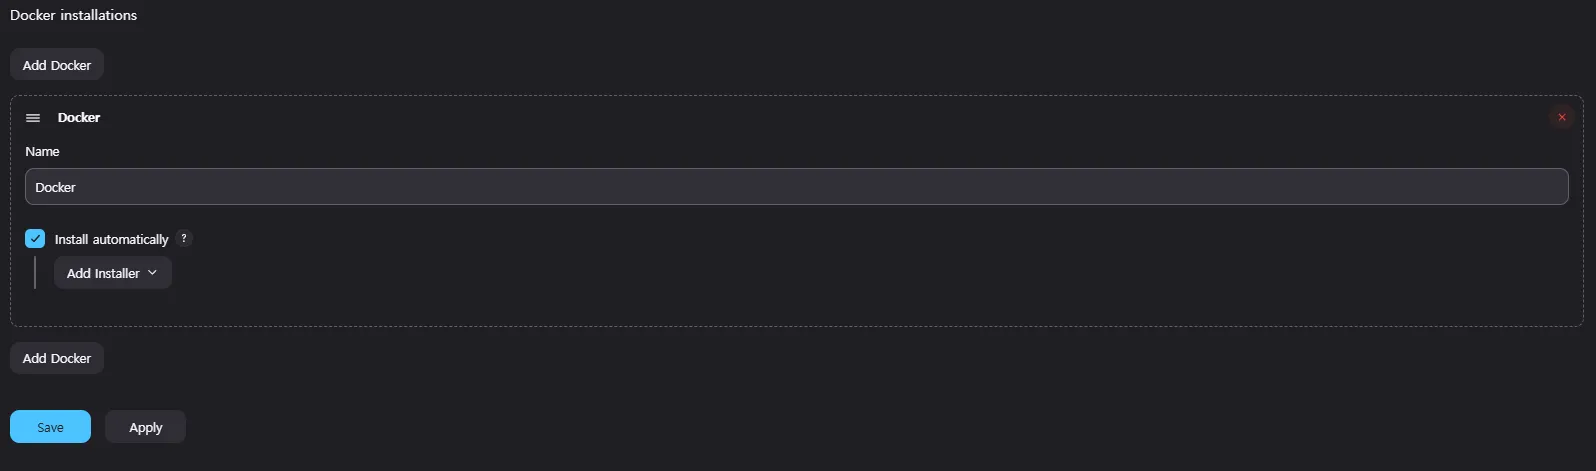 Docker installations
Add Docker
Docker
Name
Docker
Install automatically ?
Add Installer
Add Docker
Save Apply